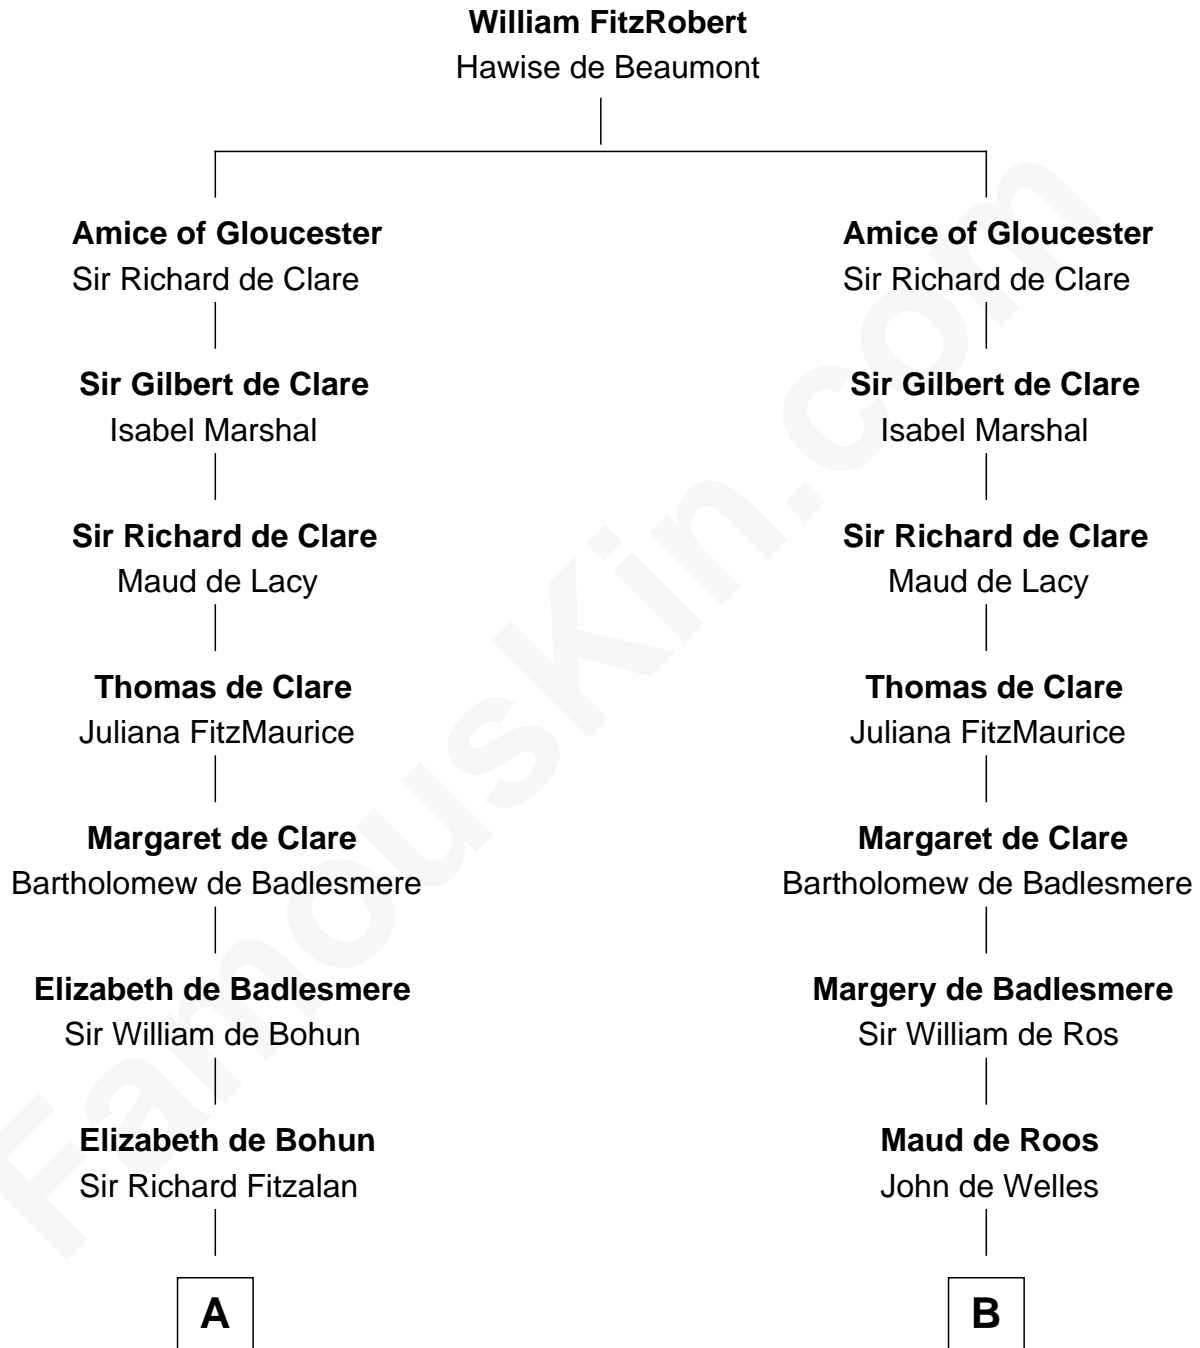 William FitzRobert
Hawise de Beaumont
Amice of Gloucester
Sir Richard de Clare
Amice of Gloucester
Sir Richard de Clare
Sir Gilbert de Clare
Isabel Marshal
Sir Gilbert de Clare
Isabel Marshal
Sir Richard de Clare
Maud de Lacy
Sir Richard de Clare
Maud de Lacy
Thomas de Clare
Juliana FitzMaurice
Thomas de Clare
Juliana FitzMaurice
Margaret de Clare
Bartholomew de Badlesmere
Margaret de Clare
Bartholomew de Badlesmere
Elizabeth de Badlesmere
Sir William de Bohun
Margery de Badlesmere
Sir William de Ros
Elizabeth de Bohun
Sir Richard Fitzalan
Maud de Roos
John de Welles
A
B
FamousKin.com